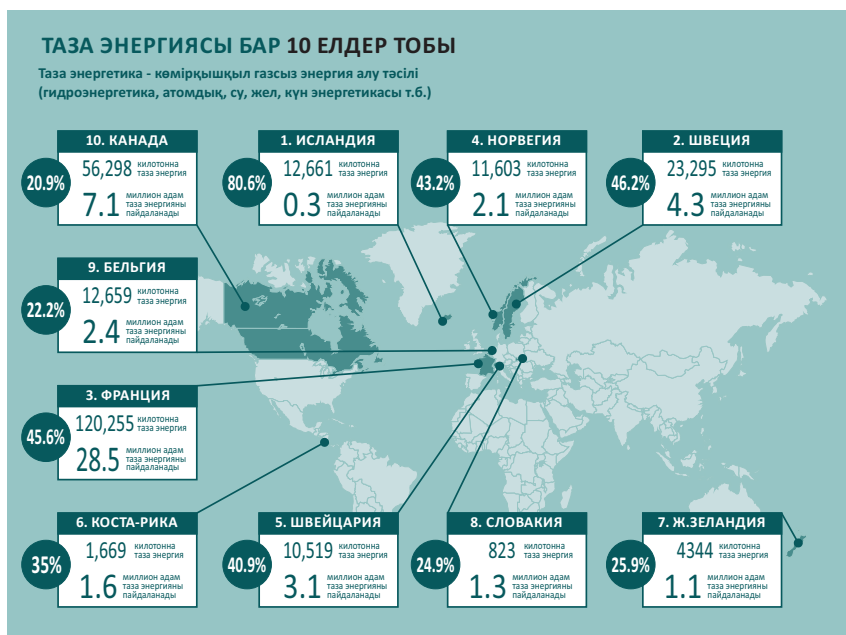 ТАЗА ЭНЕРГИЯСЫ БАР 10 ЕЛДЕР ТОБЫ
Таза энергетика - көмірқышқыл газсыз энергия алу тәсілі
(гидроэнергетика, атомдық, су, жел, күн энергетикасы т.б.)
10. КАНАДА
20.9%
56,298 килотонна
таза энергия
7.1 миллион адам
таза энергияны
пайдаланады
1. ИСЛАНДИЯ
80.6%
12,661 килотонна
таза энергия
0.3 миллион адам
таза энергияны
пайдаланады
4. НОРВЕГИЯ
43.2%
11,603 килотонна
таза энергия
2.1 миллион адам
таза энергияны
пайдаланады
2. ШВЕЦИЯ
46.2%
23,295 килотонна
таза энергия
4.3 миллион адам
таза энергияны
пайдаланады
9. БЕЛЬГИЯ
22.2%
12,659 килотонна
таза энергия
2.4 миллион адам
таза энергияны
пайдаланады
3. ФРАНЦИЯ
45.6%
120,255 килотонна
таза энергия
28.5 миллион адам
таза энергияны
пайдаланады
6. КОСТА-РИКА
35%
1,669 килотонна
таза энергия
1.6 миллион адам
таза энергияны
пайдаланады
5. ШВЕЙЦАРИЯ
40.9%
10,519 килотонна
таза энергия
3.1 миллион адам
таза энергияны
пайдаланады
8. СЛОВАКИЯ
24.9%
823 килотонна
таза энергия
1.3 миллион адам
таза энергияны
пайдаланады
7. Ж.ЗЕЛАНДИЯ
25.9%
4344 килотонна
таза энергия
1.1 миллион адам
таза энергияны
пайдаланады